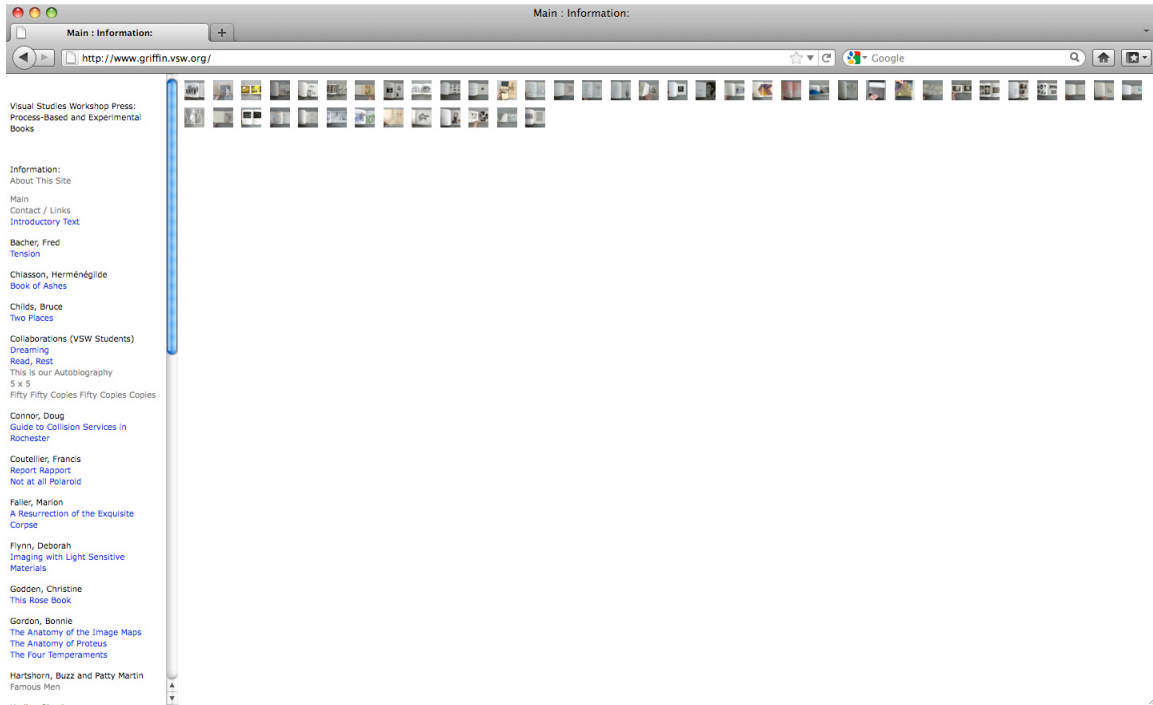 Main : Information:
Main : Information:
+
http://www.griffin.vsw.org/
Google
Visual Studies Workshop Press:
Process-Based and Experimental
Books
Information:
About This Site
Main
Contact / Links
Introductory Text
Bacher, Fred
Tension
Chiasson, Herménégilde
Book of Ashes
Childs, Bruce
Two Places
Collaborations (VSW Students)
Dreaming
Read, Rest
This is our Autobiography
5 x 5
Fifty Fifty Copies Fifty Copies Copies
Connor, Doug
Guide to Collision Services in
Rochester
Coutellier, Francis
Report Rapport
Not at all Polaroid
Faller, Marion
A Resurrection of the Exquisite
Corpse
Flynn, Deborah
Imaging with Light Sensitive
Materials
Godden, Christine
This Rose Book
Gordon, Bonnie
The Anatomy of the Image Maps
The Anatomy of Proteus
The Four Temperaments
Hartshorn, Buzz and Patty Martin
Famous Men